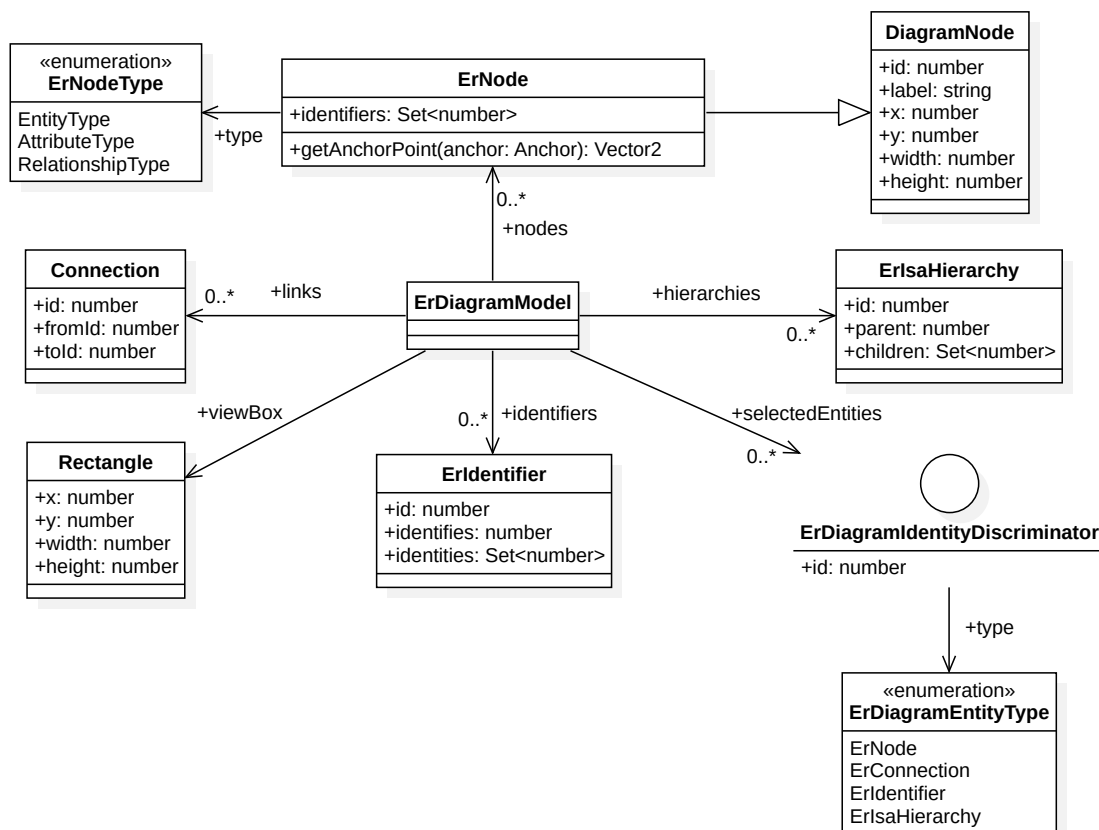 «enumeration»
ErNodeType
EntityType
AttributeType
RelationshipType
+type
ErNode
+identifiers: Set<number>
+getAnchorPoint(anchor: Anchor): Vector2
DiagramNode
+id: number
+label: string
+x: number
+y: number
+width: number
+height: number
0..*
+nodes
Connection
+id: number
+fromId: number
+toId: number
0..*
+links
ErDiagramModel
+hierarchies
0..*
ErIsaHierarchy
+id: number
+parent: number
+children: Set<number>
+viewBox
0..*
+identifiers
+selectedEntities
0..*
Rectangle
+x: number
+y: number
+width: number
+height: number
ErIdentifier
+id: number
+identifies: number
+identities: Set<number>
ErDiagramIdentityDiscriminator
+id: number
+type
«enumeration»
ErDiagramEntityType
ErNode
ErConnection
ErIdentifier
ErIsaHierarchy